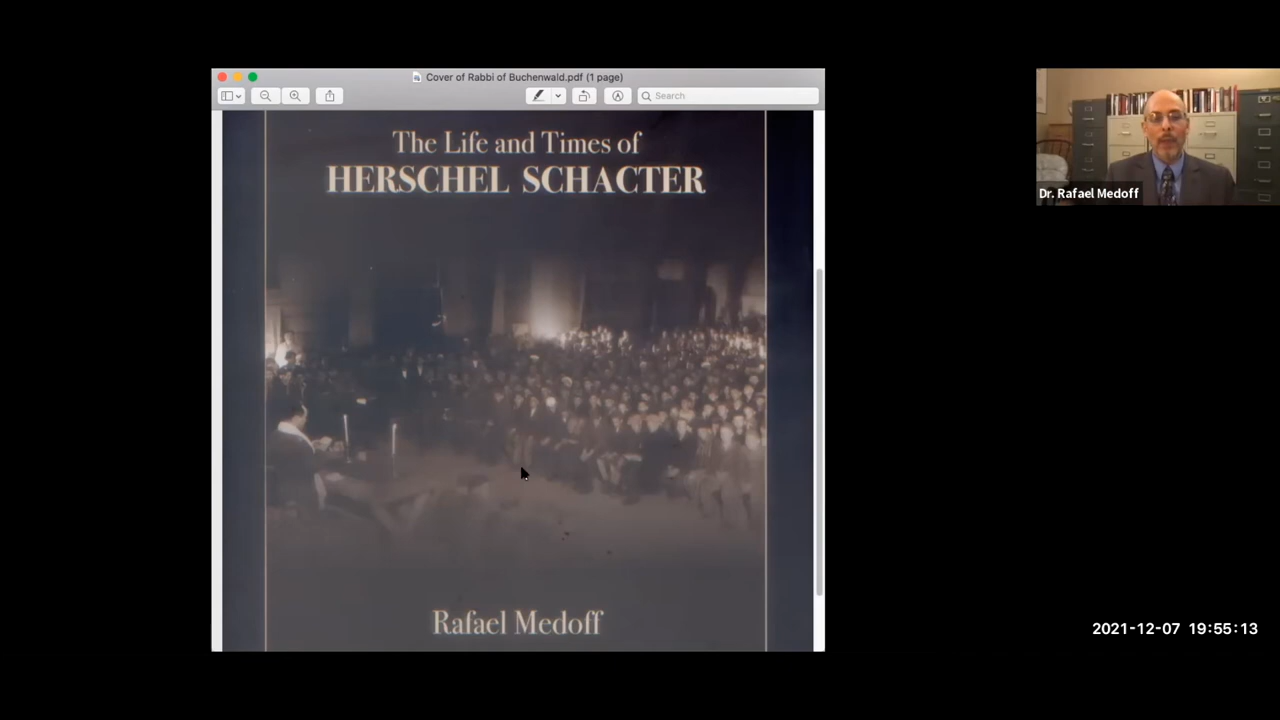 Cover of Rabbi of Buchenwald.pdf (1 page)
Search
The Life and Times of
HERSCHEL SCHACTER
Rafael Medoff
Dr. Rafael Medoff
2021-12-07 19:55:13